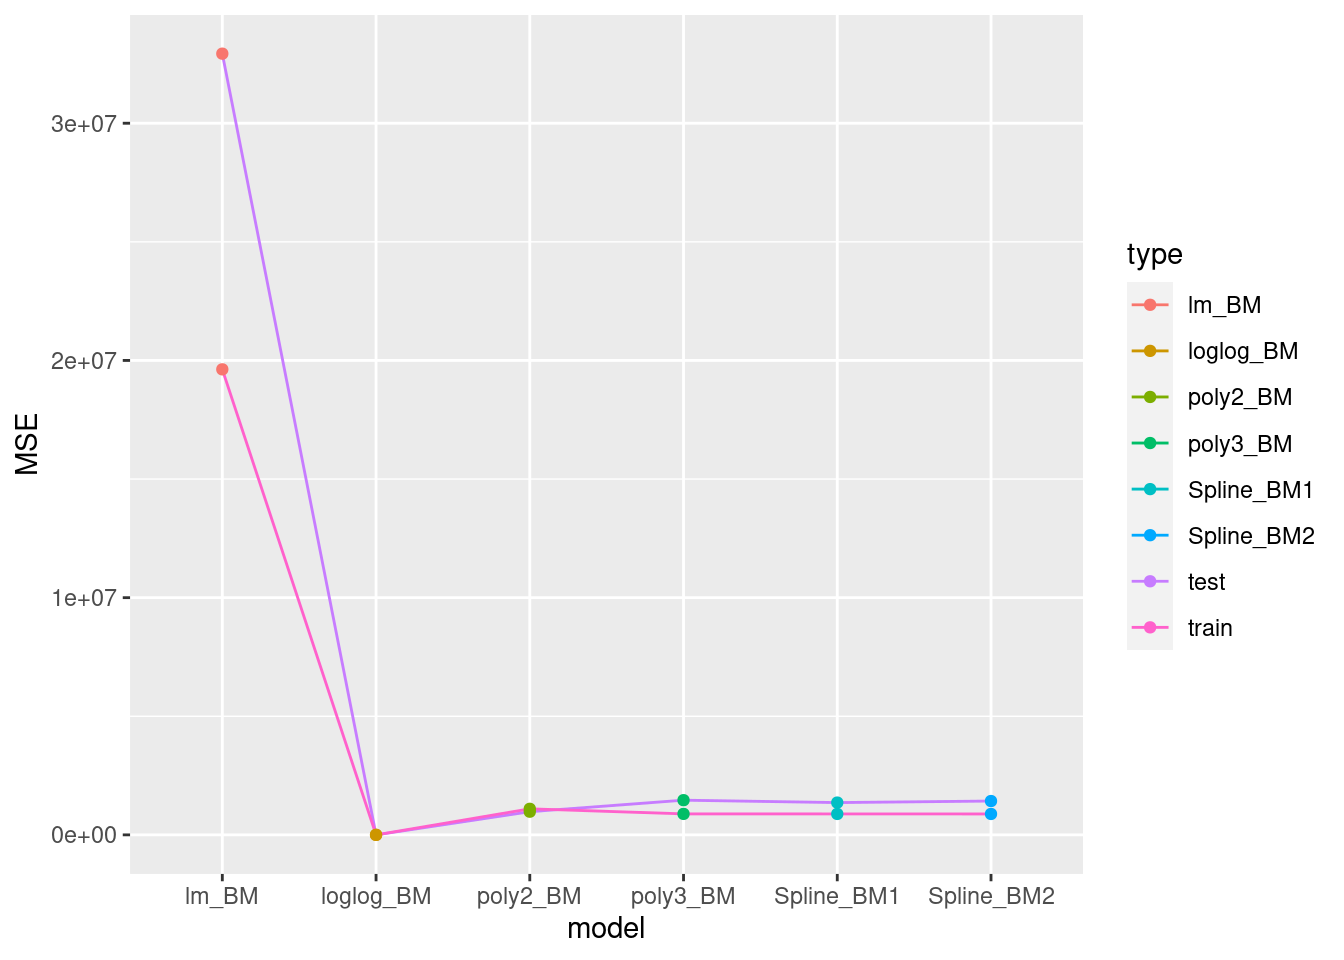 3e+07
2e+07
1e+07
0e+00
MSE
lm_BM
loglog_BM
poly2_BM
poly3_BM
Spline_BM1
Spline_BM2
model
type
lm_BM
loglog_BM
poly2_BM
poly3_BM
Spline_BM1
Spline_BM2
test
train